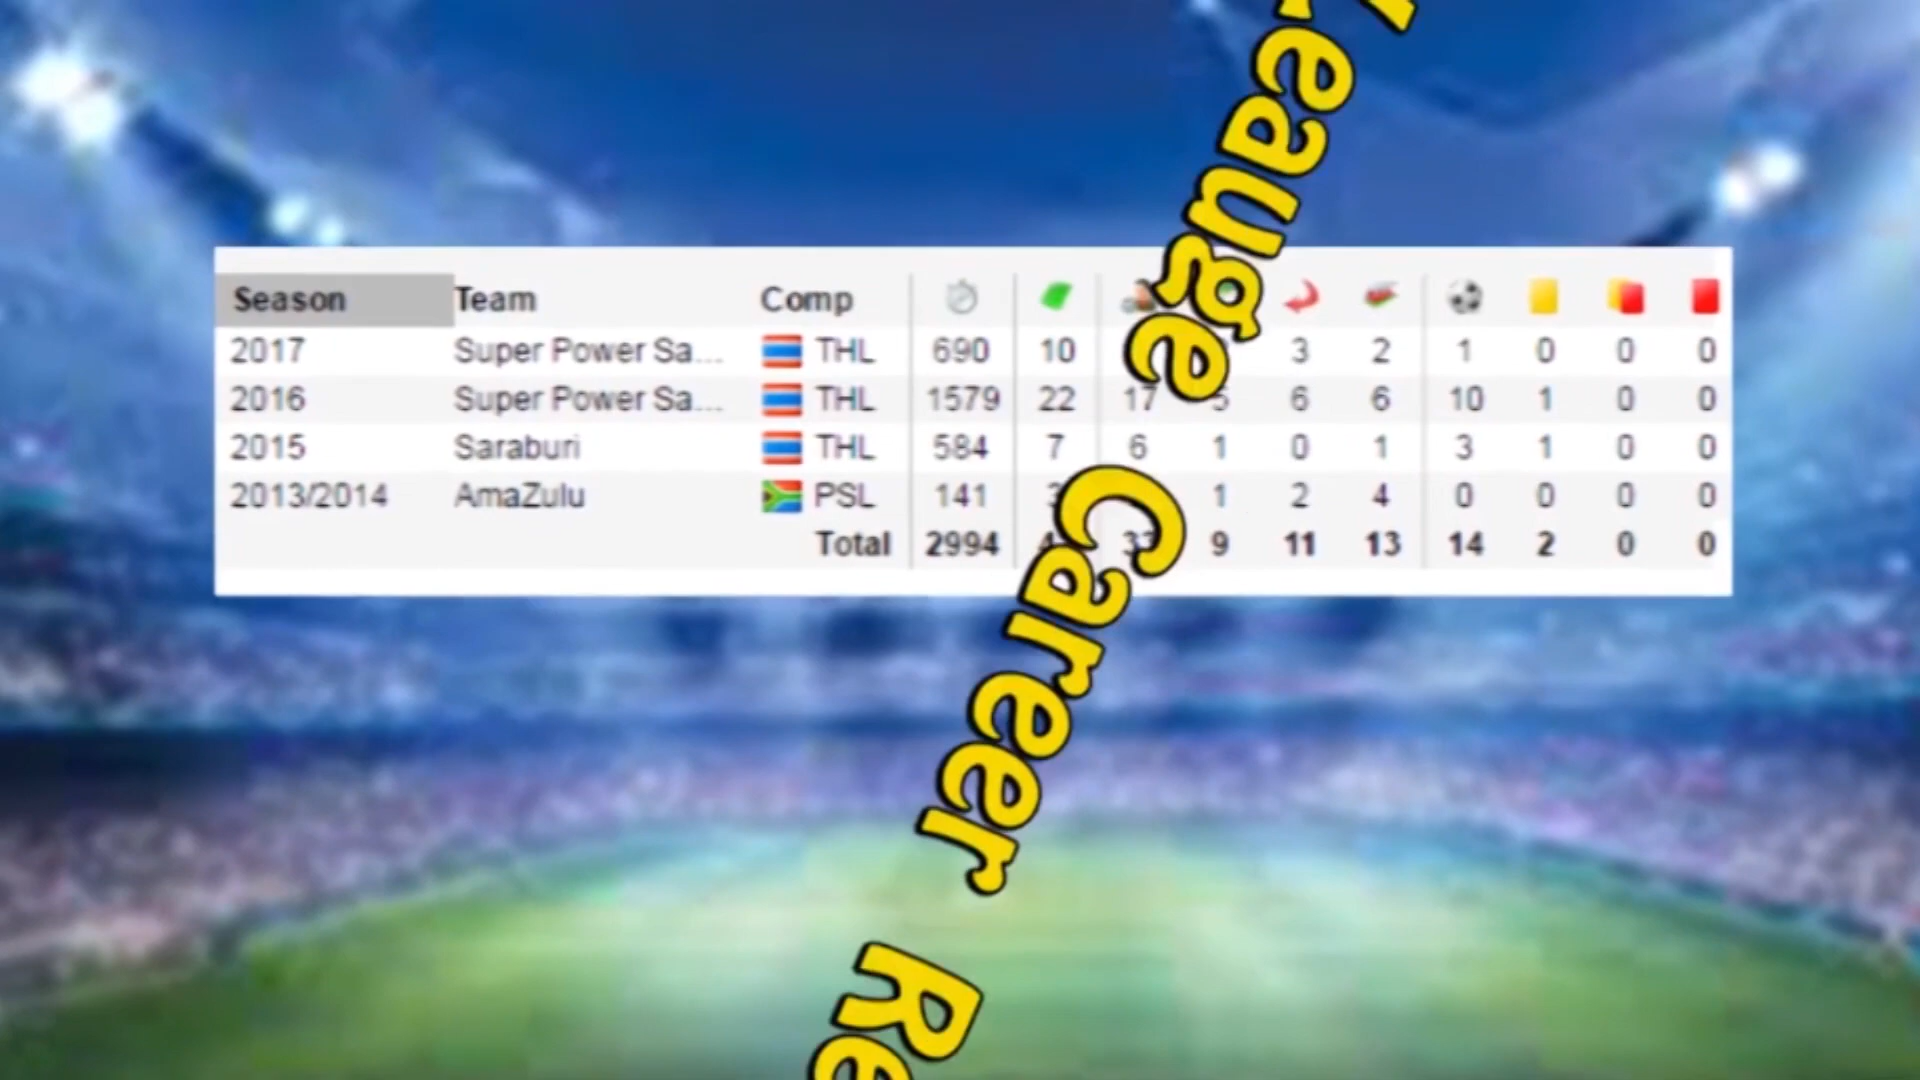 League Career
Season Team Comp
2017 Super Power Sa... THL 690 10 3 2 1 0 0 0
2016 Super Power Sa... THL 1579 22 17 5 6 6 10 1 0 0
2015 Saraburi THL 584 7 6 1 0 1 3 1 0 0
2013/2014 AmaZulu PSL 141 1 2 4 0 0 0 0
Total 2994 9 11 13 14 2 0 0